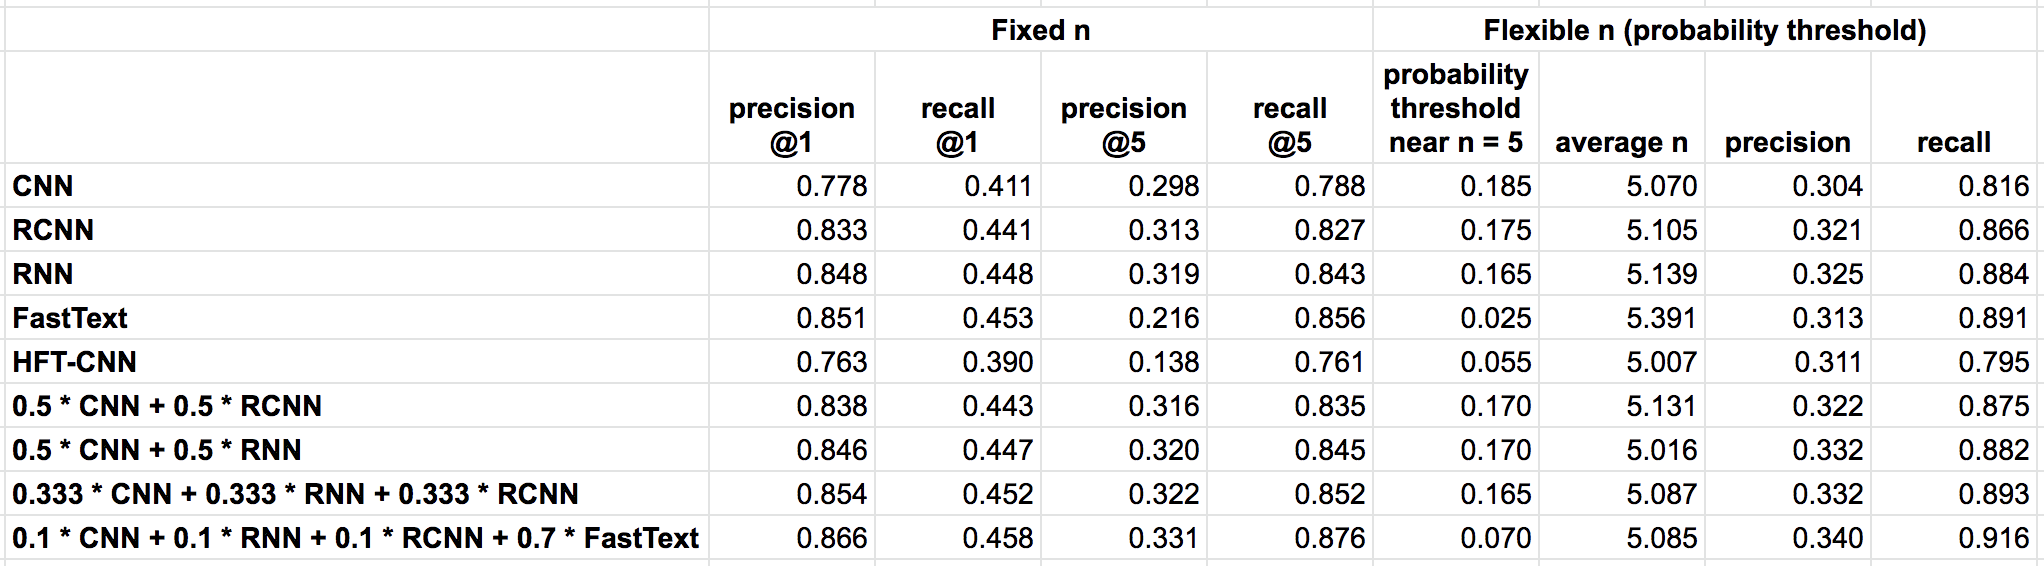 Fixed n Flexible n (probability threshold)
precision @1 recall @1 precision @5 recall @5 probability threshold near n = 5 average n precision recall
CNN 0.778 0.411 0.298 0.788 0.185 5.070 0.304 0.816
RCNN 0.833 0.441 0.313 0.827 0.175 5.105 0.321 0.866
RNN 0.848 0.448 0.319 0.843 0.165 5.139 0.325 0.884
FastText 0.851 0.453 0.216 0.856 0.025 5.391 0.313 0.891
HFT-CNN 0.763 0.390 0.138 0.761 0.055 5.007 0.311 0.795
0.5 * CNN + 0.5 * RCNN 0.838 0.443 0.316 0.835 0.170 5.131 0.322 0.875
0.5 * CNN + 0.5 * RNN 0.846 0.447 0.320 0.845 0.170 5.016 0.332 0.882
0.333 * CNN + 0.333 * RNN + 0.333 * RCNN 0.854 0.452 0.322 0.852 0.165 5.087 0.332 0.893
0.1 * CNN + 0.1 * RNN + 0.1 * RCNN + 0.7 * FastText 0.866 0.458 0.331 0.876 0.070 5.085 0.340 0.916